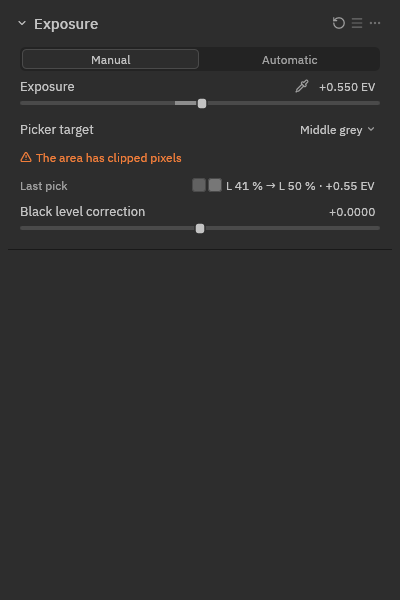 Exposure
Manual Automatic
Exposure +0.550 EV
Picker target Middle grey
The area has clipped pixels
Last pick L 41 % → L 50 % · +0.55 EV
Black level correction +0.0000